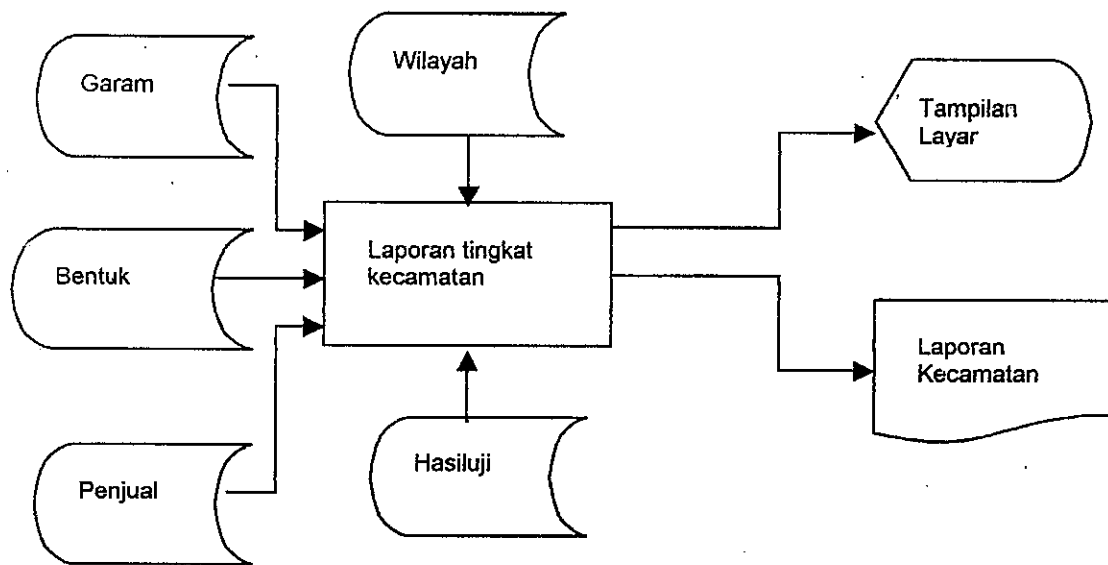 Garam
Wilayah
Tampilan
Layar
Bentuk
Laporan tingkat
kecamatan
Laporan
Kecamatan
Penjual
Hasiluji